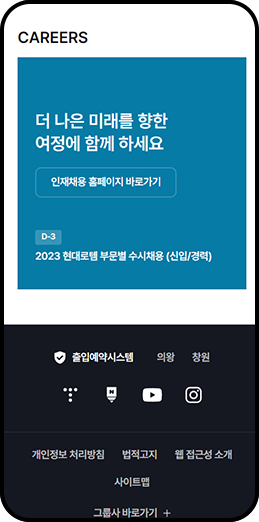 CAREERS
더 나은 미래를 향한
여정에 함께 하세요
인재채용 홈페이지 바로가기
D-3
2023 현대로템 부문별 수시채용 (신입/경력)
출입예약시스템 의왕 창원
개인정보 처리방침 법적고지 웹 접근성 소개
사이트맵
그룹사 바로가기 +